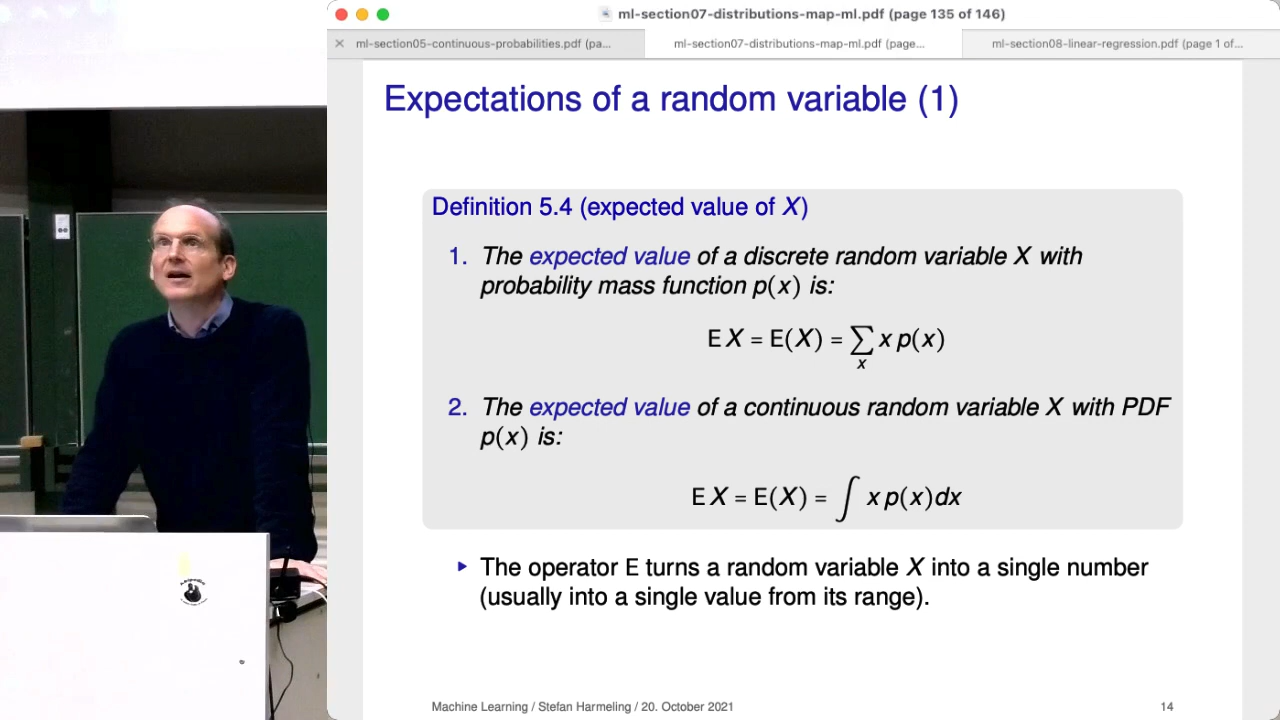 ml-section07-distributions-map-ml.pdf (page 135 of 146)
ml-section05-continuous-probabilities.pdf (pa...
ml-section07-distributions-map-ml.pdf (page...
ml-section08-linear-regression.pdf (page 1 of...
Expectations of a random variable (1)
Definition 5.4 (expected value of X)
1. The expected value of a discrete random variable X with
probability mass function p(x) is:
E X = E(X) = ∑ x p(x)
x
2. The expected value of a continuous random variable X with PDF
p(x) is:
E X = E(X) = ∫ x p(x)dx
▸ The operator E turns a random variable X into a single number
(usually into a single value from its range).
Machine Learning / Stefan Harmeling / 20. October 2021
14